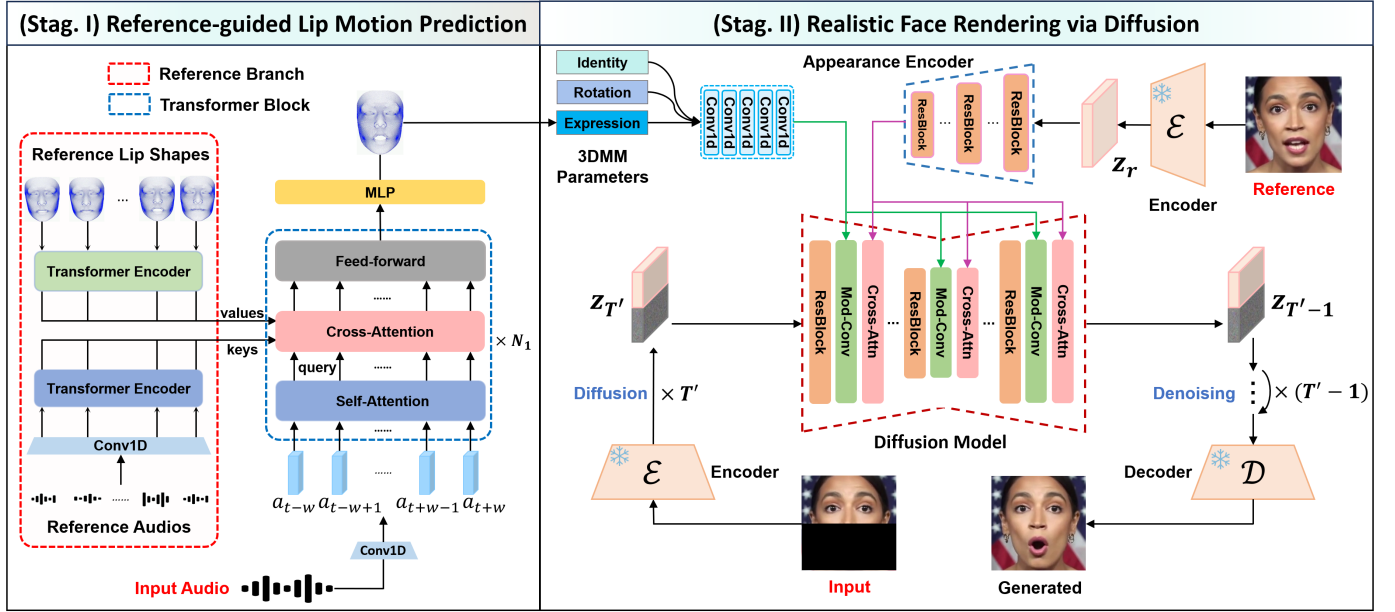 (Stag. I) Reference-guided Lip Motion Prediction
Reference Branch
Transformer Block
Reference Lip Shapes
...
Transformer Encoder
values
keys
Transformer Encoder
Conv1D
......
Reference Audios
MLP
Feed-forward
......
Cross-Attention
× N₁
query
......
Self-Attention
......
......
aₜ₋w aₜ₋w₊₁ aₜ₊w₋₁ aₜ₊w
Conv1D
Input Audio
(Stag. II) Realistic Face Rendering via Diffusion
Identity
Rotation
Expression
3DMM
Parameters
Conv1d
Conv1d
Conv1d
Conv1d
Conv1d
Appearance Encoder
ResBlock
...
ResBlock
...
ResBlock
z_r
ℰ
Encoder
Reference
z_{T′}
ResBlock
Mod-Conv
Cross-Attn
...
ResBlock
Mod-Conv
Cross-Attn
...
ResBlock
Mod-Conv
Cross-Attn
z_{T′−1}
Diffusion × T′
Diffusion Model
Denoising × (T′ − 1)
ℰ
Encoder
Input
Decoder
𝒟
Generated